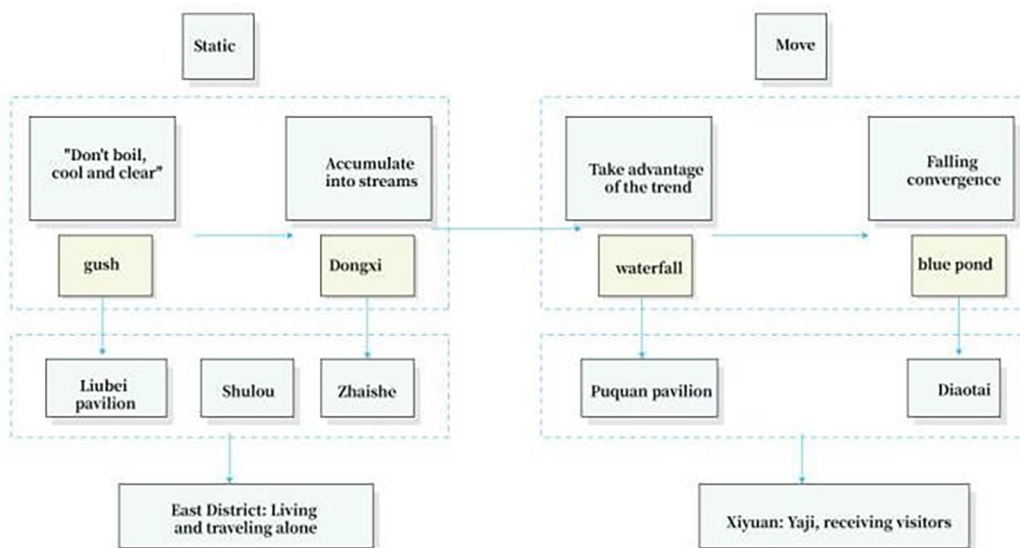 Static
Move
"Don't boil,
cool and clear"
Accumulate
into streams
Take advantage
of the trend
Falling
convergence
gush
Dongxi
waterfall
blue pond
Liubei
pavilion
Shulou
Zhaishe
Puquan pavilion
Diaotai
East District: Living
and traveling alone
Xiyuan: Yaji, receiving visitors